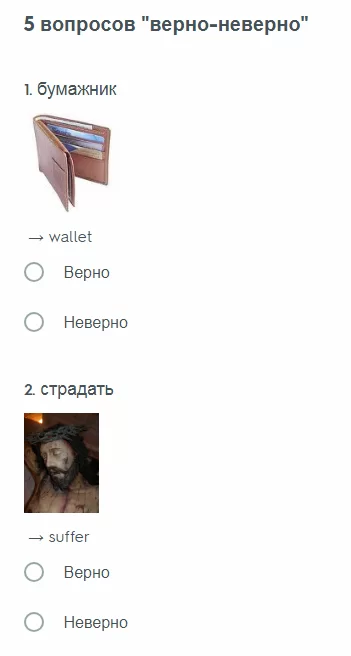 5 вопросов "верно-неверно"
1. бумажник
→ wallet
Верно
Неверно
2. страдать
→ suffer
Верно
Неверно